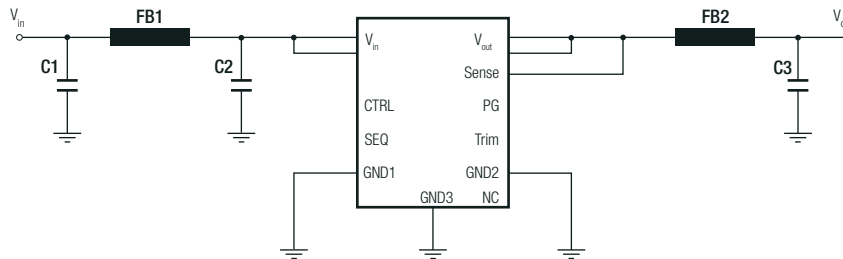 Vin
FB1
FB2
C1
C2
Vin
Vout
Sense
C3
CTRL
PG
SEQ
Trim
GND1
GND2
GND3
NC